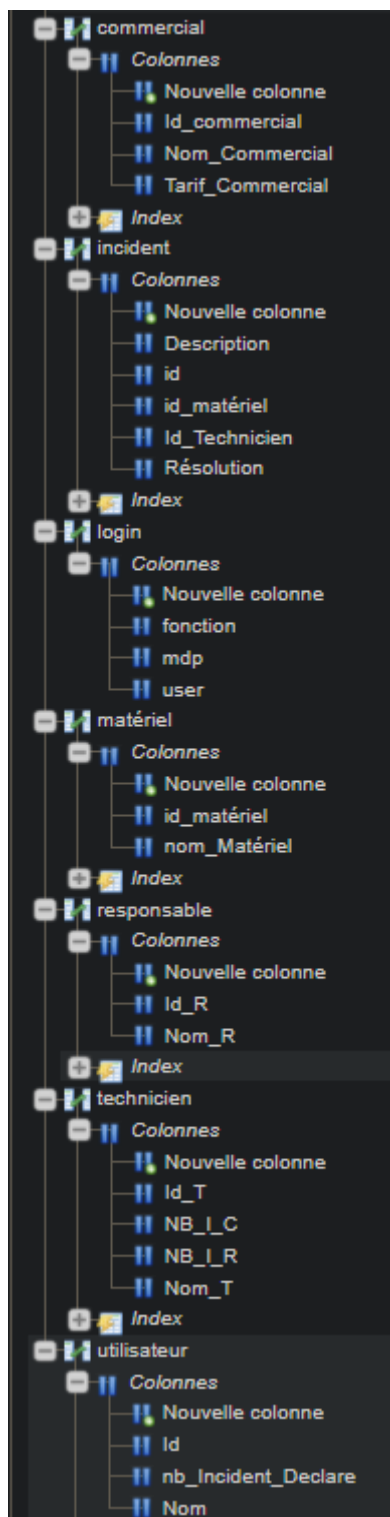 commercial
Colonnes
Nouvelle colonne
Id_commercial
Nom_Commercial
Tarif_Commercial
Index
incident
Colonnes
Nouvelle colonne
Description
id
id_matériel
Id_Technicien
Résolution
Index
login
Colonnes
Nouvelle colonne
fonction
mdp
user
matériel
Colonnes
Nouvelle colonne
id_matériel
nom_Matériel
Index
responsable
Colonnes
Nouvelle colonne
Id_R
Nom_R
Index
technicien
Colonnes
Nouvelle colonne
Id_T
NB_I_C
NB_I_R
Nom_T
Index
utilisateur
Colonnes
Nouvelle colonne
Id
nb_Incident_Declare
Nom